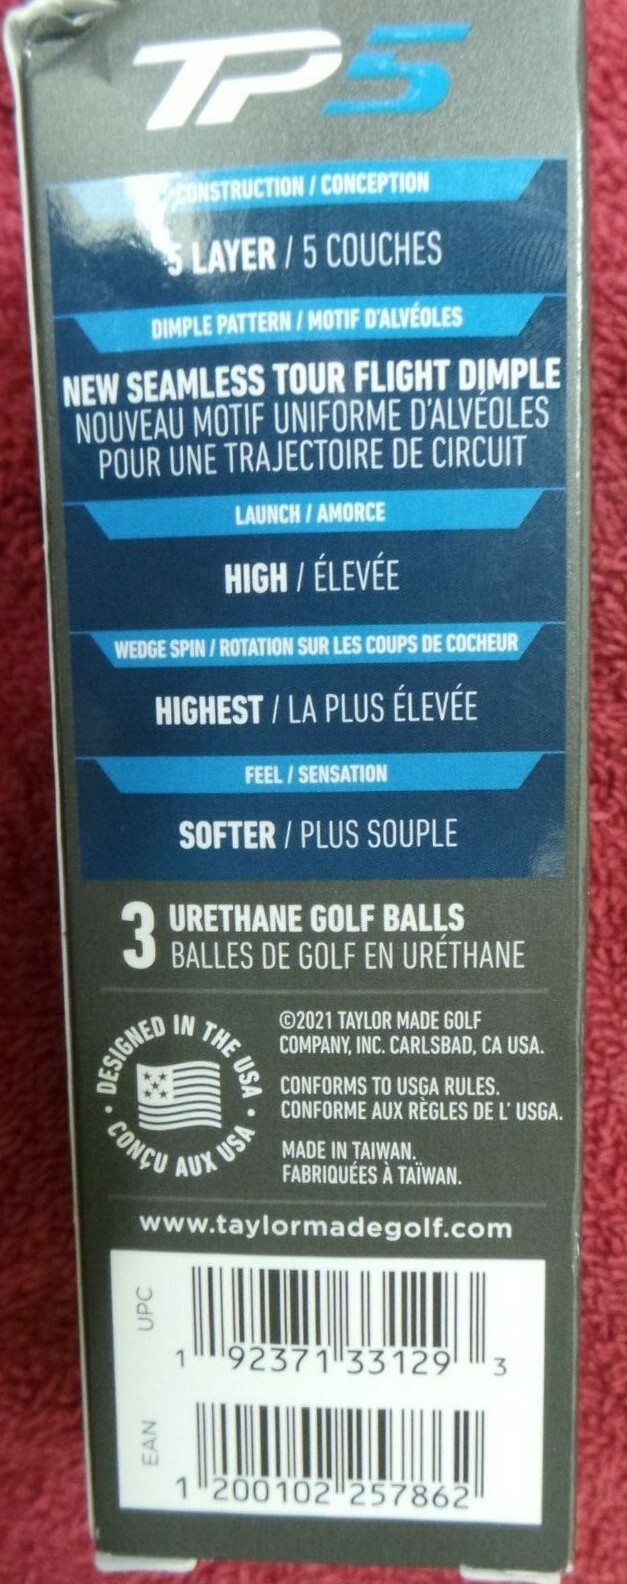 TP5
CONSTRUCTION / CONCEPTION
5 LAYER / 5 COUCHES
DIMPLE PATTERN / MOTIF D'ALVÉOLES
NEW SEAMLESS TOUR FLIGHT DIMPLE
NOUVEAU MOTIF UNIFORME D'ALVÉOLES
POUR UNE TRAJECTOIRE DE CIRCUIT
LAUNCH / AMORCE
HIGH / ÉLEVÉE
WEDGE SPIN / ROTATION SUR LES COUPS DE COCHEUR
HIGHEST / LA PLUS ÉLEVÉE
FEEL / SENSATION
SOFTER / PLUS SOUPLE
3 URETHANE GOLF BALLS
BALLES DE GOLF EN URÉTHANE
DESIGNED IN THE USA
• CONÇU AUX USA •
©2021 TAYLOR MADE GOLF
COMPANY, INC. CARLSBAD, CA USA.
CONFORMS TO USGA RULES.
CONFORME AUX RÈGLES DE L' USGA.
MADE IN TAIWAN.
FABRIQUÉES À TAÏWAN.
www.taylormadegolf.com
UPC
1 92371 33129 3
EAN
1 200102 257862